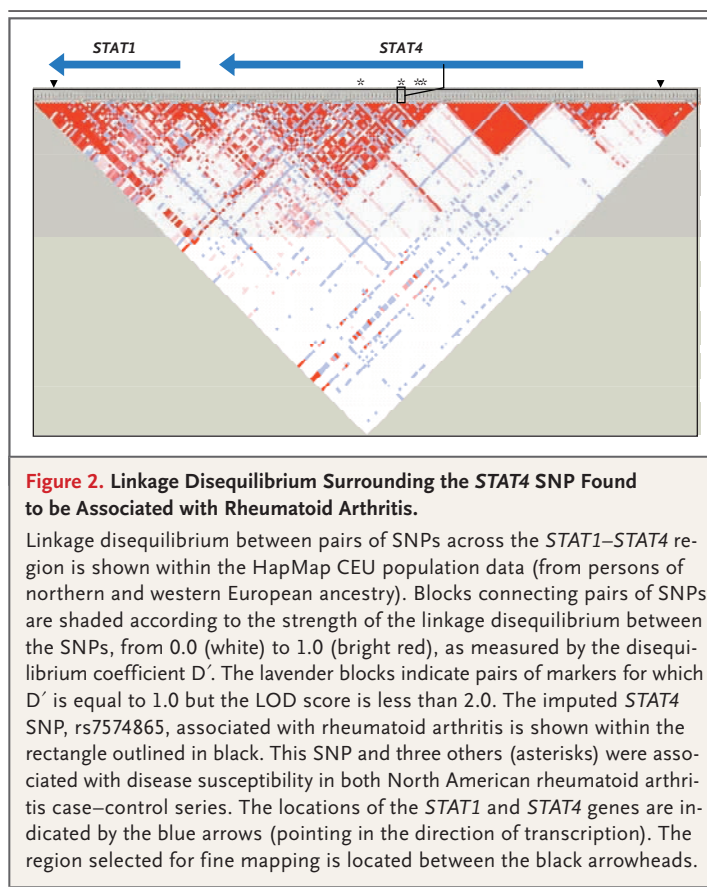 STAT1 STAT4
* * **
Figure 2. Linkage Disequilibrium Surrounding the STAT4 SNP Found
to be Associated with Rheumatoid Arthritis.
Linkage disequilibrium between pairs of SNPs across the STAT1–STAT4 re-
gion is shown within the HapMap CEU population data (from persons of
northern and western European ancestry). Blocks connecting pairs of SNPs
are shaded according to the strength of the linkage disequilibrium between
the SNPs, from 0.0 (white) to 1.0 (bright red), as measured by the disequi-
librium coefficient D′. The lavender blocks indicate pairs of markers for which
D′ is equal to 1.0 but the LOD score is less than 2.0. The imputed STAT4
SNP, rs7574865, associated with rheumatoid arthritis is shown within the
rectangle outlined in black. This SNP and three others (asterisks) were asso-
ciated with disease susceptibility in both North American rheumatoid arthri-
tis case–control series. The locations of the STAT1 and STAT4 genes are in-
dicated by the blue arrows (pointing in the direction of transcription). The
region selected for fine mapping is located between the black arrowheads.